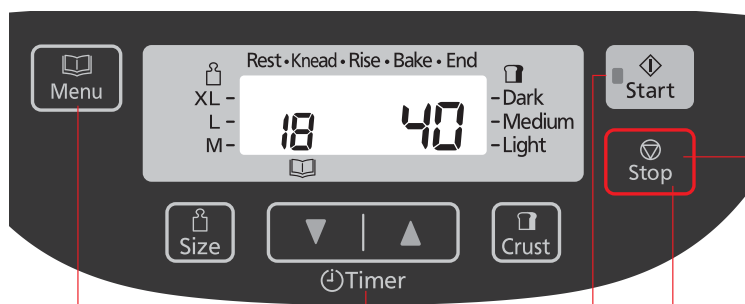 Menu
Rest • Knead • Rise • Bake • End
XL –
L –
M –
18
40
– Dark
– Medium
– Light
Start
Stop
Size
Timer
Crust